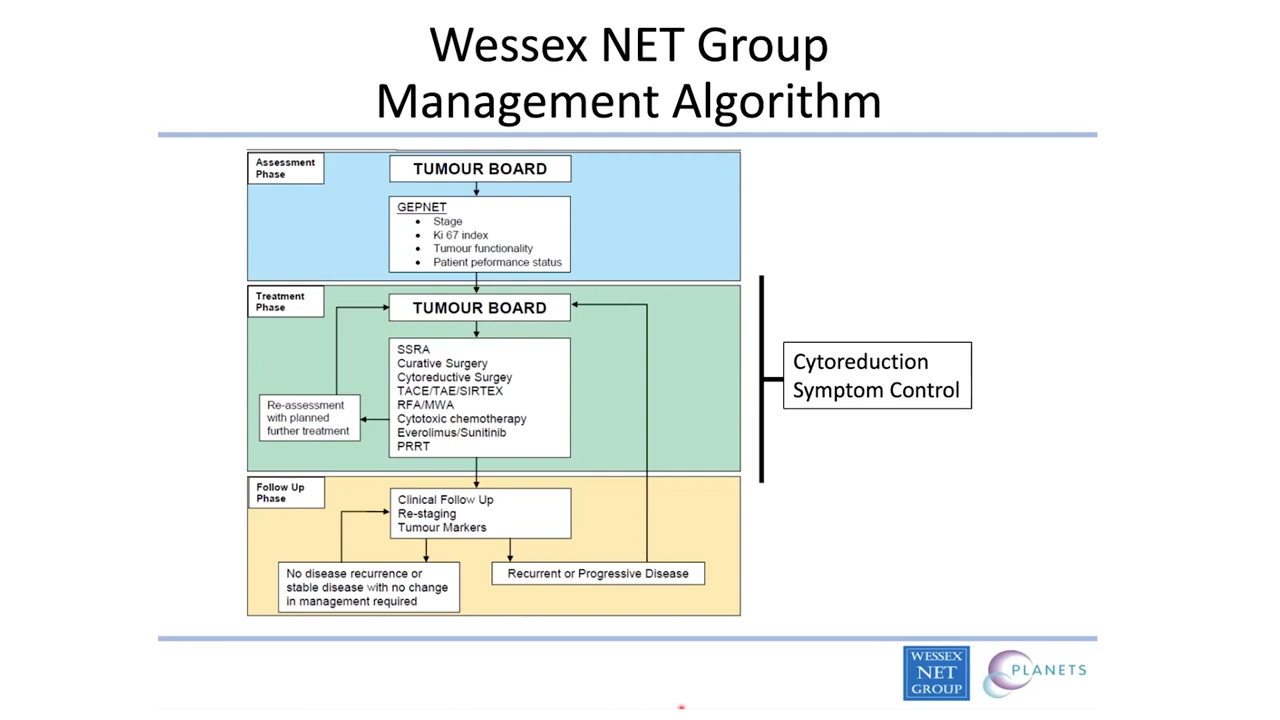 Wessex NET Group
Management Algorithm
Assessment
Phase
TUMOUR BOARD
GEPNET
• Stage
• Ki 67 index
• Tumour functionality
• Patient peformance status
Treatment
Phase
TUMOUR BOARD
SSRA
Curative Surgery
Cytoreductive Surgey
TACE/TAE/SIRTEX
RFA/MWA
Cytotoxic chemotherapy
Everolimus/Sunitinib
PRRT
Re-assessment
with planned
further treatment
Cytoreduction
Symptom Control
Follow Up
Phase
Clinical Follow Up
Re-staging
Tumour Markers
No disease recurrence or
stable disease with no change
in management required
Recurrent or Progressive Disease
WESSEX
NET
GROUP
PLANETS